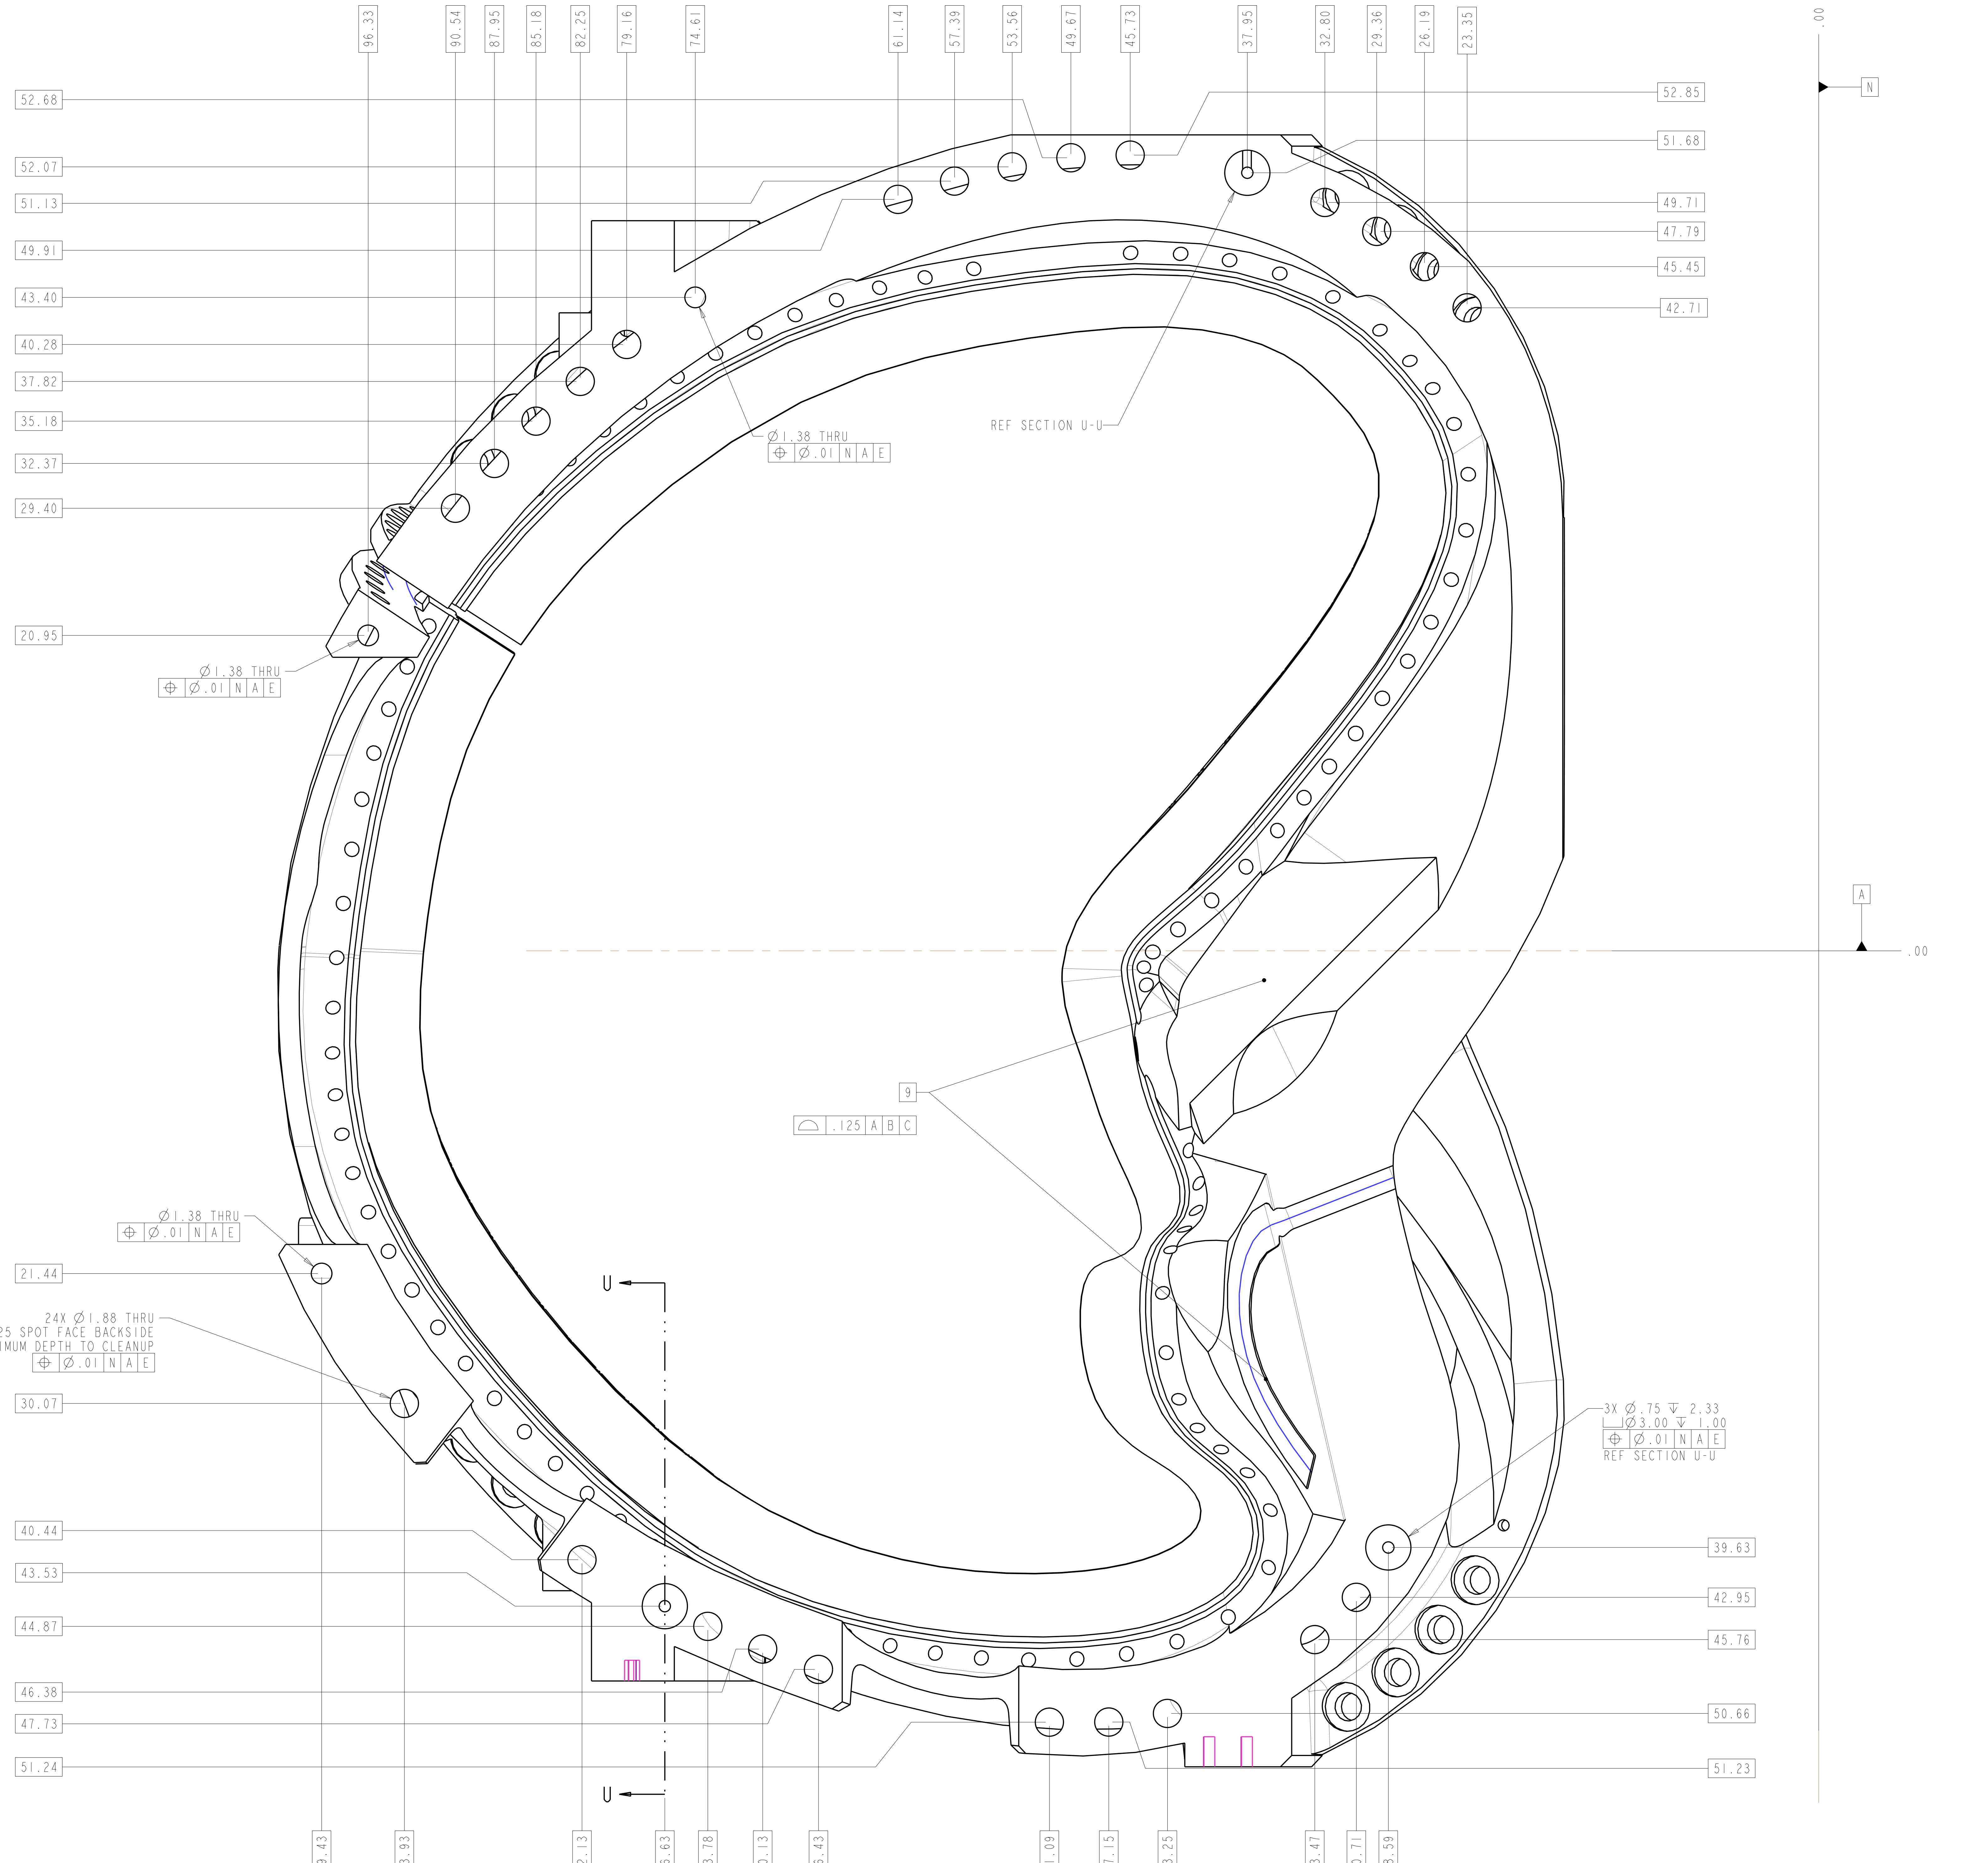 96.33
90.54
87.95
85.18
82.25
79.16
74.61
61.14
57.39
53.56
49.67
45.73
37.95
32.80
29.36
26.19
23.35
.00
N
52.68
52.07
51.13
49.91
43.40
40.28
37.82
35.18
32.37
29.40
20.95
52.85
51.68
49.71
47.79
45.45
42.71
REF SECTION U-U
Ø1.38 THRU
⌖ Ø.01 N A E
Ø1.38 THRU
⌖ Ø.01 N A E
A
.00
9
⌓ .125 A B C
Ø1.38 THRU
⌖ Ø.01 N A E
21.44
24X Ø1.88 THRU
25 SPOT FACE BACKSIDE
DEPTH TO CLEANUP
⌖ Ø.01 N A E
30.07
U
U
3X Ø.75 ↧ 2.33
⌴Ø3.00 ↧ 1.00
⌖ Ø.01 N A E
REF SECTION U-U
40.44
43.53
44.87
46.38
47.73
51.24
39.63
42.95
45.76
50.66
51.23